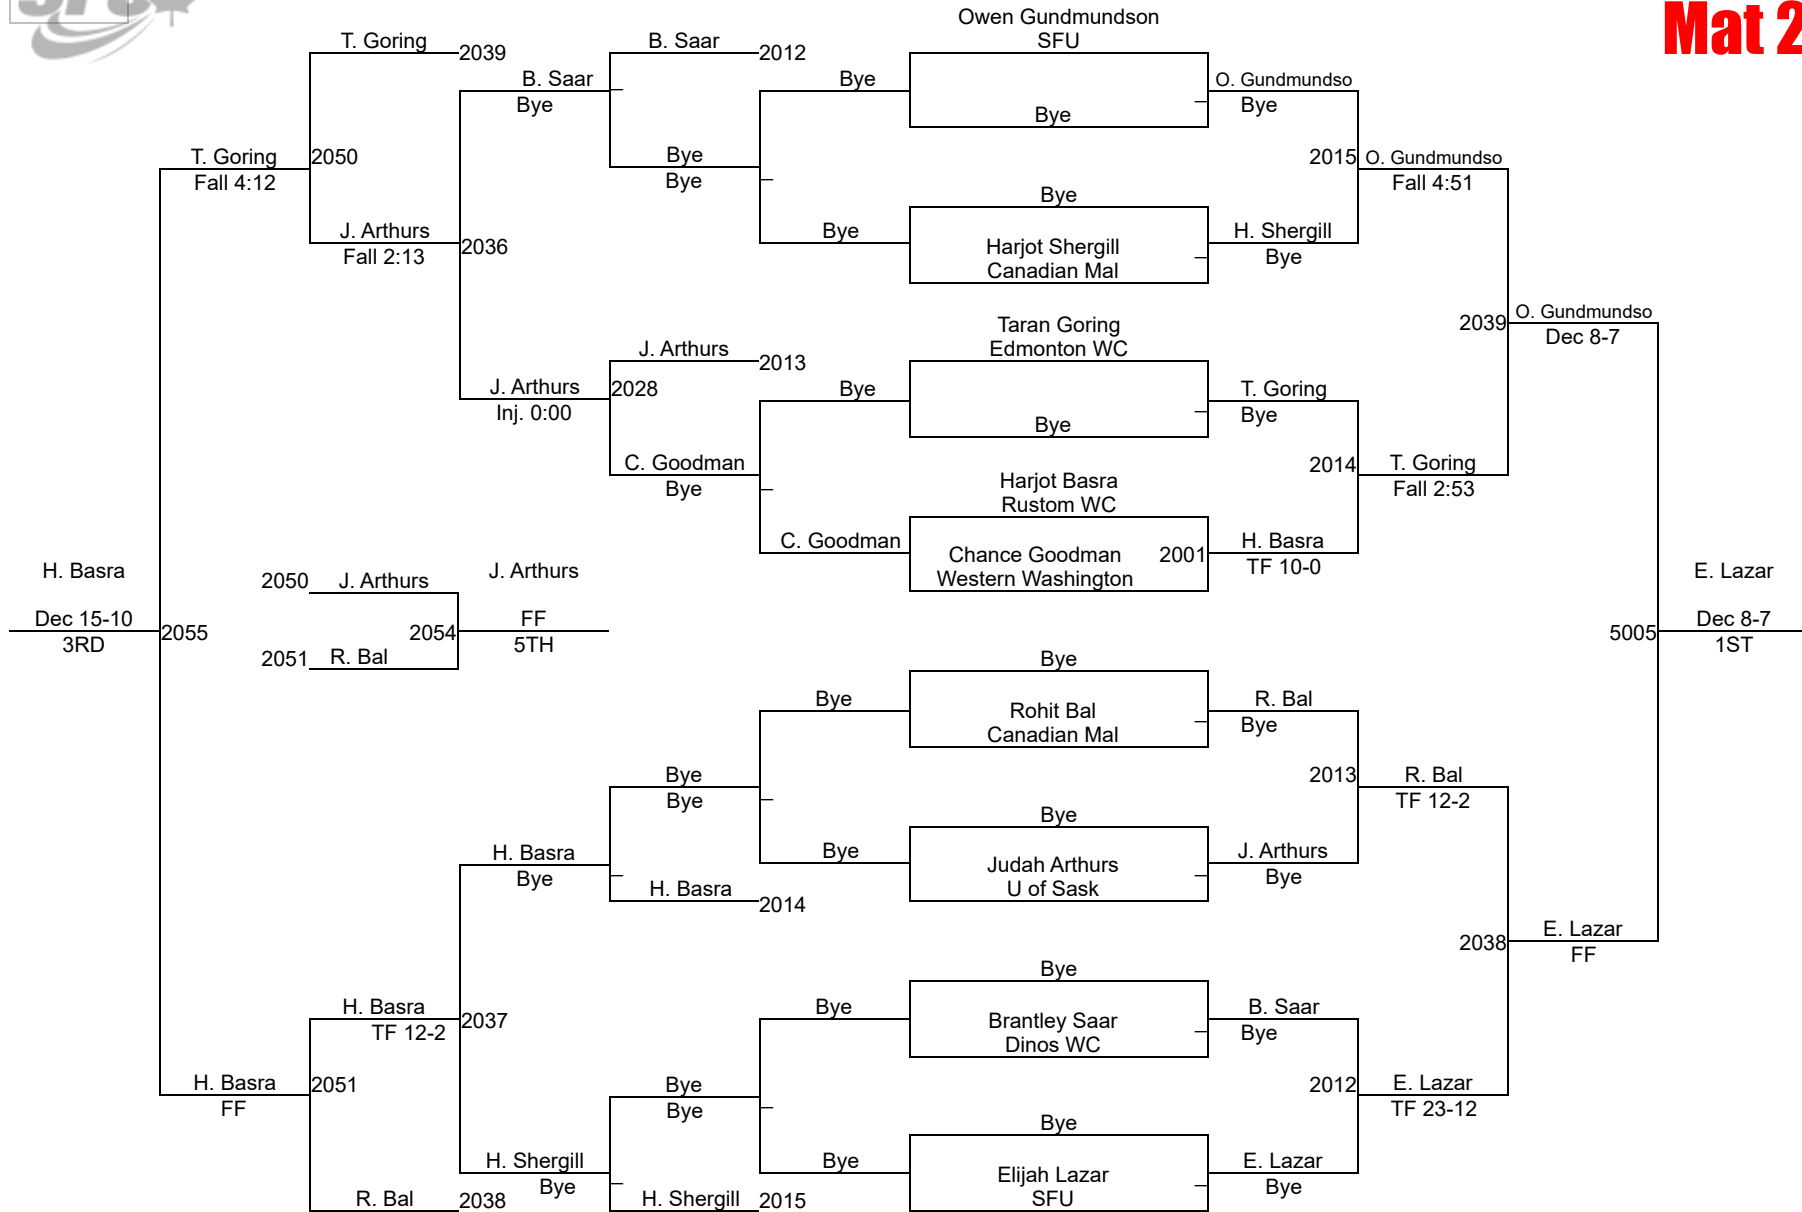 Mat 2
Owen Gundmundson
T. Goring
B. Saar
SFU
2039
2012
B. Saar
Bye
O. Gundmundso
Bye
Bye
Bye
T. Goring
2050
Bye
2015
O. Gundmundso
Fall 4:12
Bye
Fall 4:51
Bye
J. Arthurs
Bye
H. Shergill
Fall 2:13
2036
Harjot Shergill
Bye
Canadian Mal
Taran Goring
2039
O. Gundmundso
J. Arthurs
Edmonton WC
Dec 8-7
2013
J. Arthurs
2028
Bye
T. Goring
Inj. 0:00
Bye
Bye
C. Goodman
2014
T. Goring
Bye
Harjot Basra
Fall 2:53
Rustom WC
C. Goodman
Chance Goodman
2001
H. Basra
Western Washington
TF 10-0
H. Basra
2050
J. Arthurs
J. Arthurs
E. Lazar
Dec 15-10
FF
Dec 8-7
3RD
2055
2054
5TH
5005
1ST
2051
R. Bal
Bye
Bye
Rohit Bal
R. Bal
Canadian Mal
Bye
Bye
2013
R. Bal
Bye
TF 12-2
Bye
H. Basra
Bye
Judah Arthurs
J. Arthurs
Bye
H. Basra
U of Sask
Bye
2014
2038
E. Lazar
FF
Bye
H. Basra
Bye
Brantley Saar
B. Saar
TF 12-2
2037
Dinos WC
Bye
H. Basra
2051
Bye
2012
E. Lazar
FF
Bye
TF 23-12
Bye
H. Shergill
Bye
Elijah Lazar
E. Lazar
Bye
SFU
Bye
R. Bal
2038
H. Shergill
2015